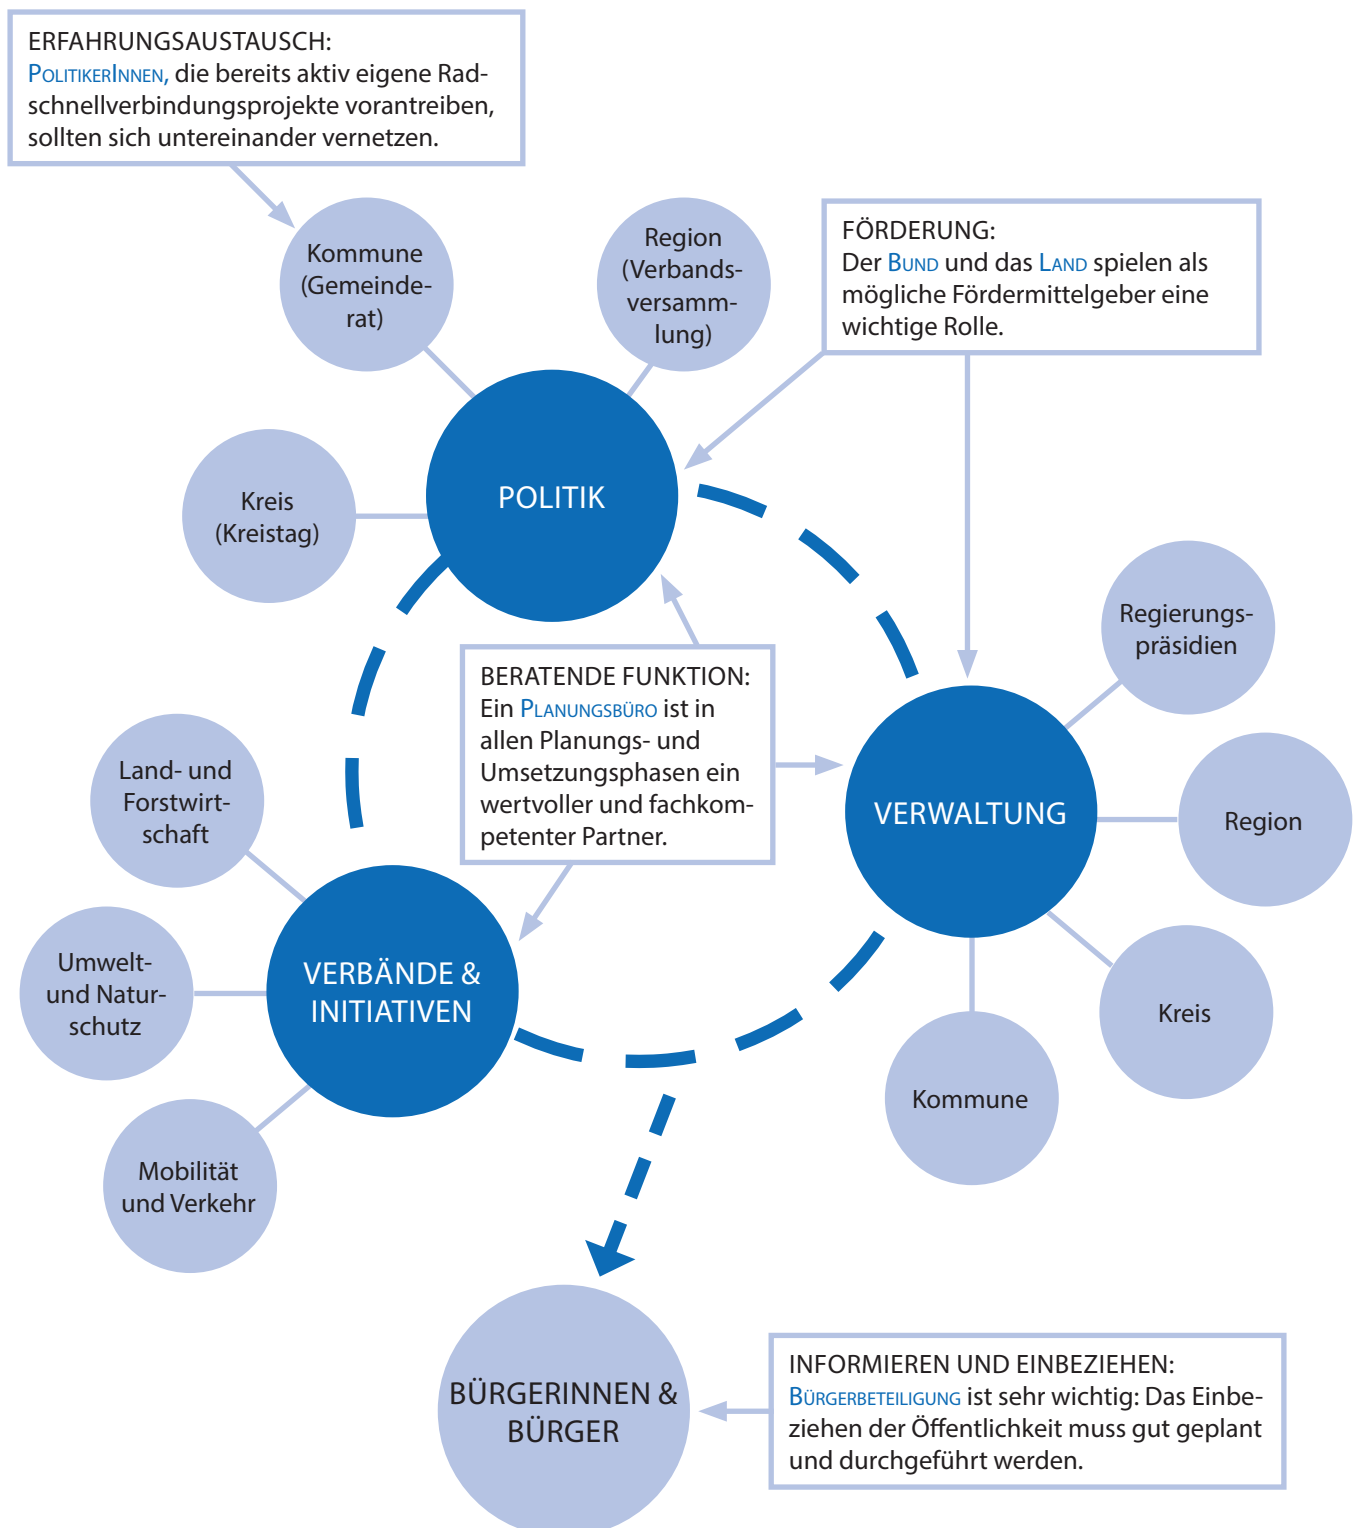 ERFAHRUNGSAUSTAUSCH:
PolitikerInnen, die bereits aktiv eigene Rad-
schnellverbindungsprojekte vorantreiben,
sollten sich untereinander vernetzen.
Kommune
(Gemeinde-
rat)
Region
(Verbands-
versamm-
lung)
FÖRDERUNG:
Der Bund und das Land spielen als
mögliche Fördermittelgeber eine
wichtige Rolle.
Kreis
(Kreistag)
POLITIK
Regierungs-
präsidien
BERATENDE FUNKTION:
Ein Planungsbüro ist in
allen Planungs- und
Umsetzungsphasen ein
wertvoller und fachkom-
petenter Partner.
Land- und
Forstwirt-
schaft
VERWALTUNG
Region
Umwelt-
und Natur-
schutz
VERBÄNDE &
INITIATIVEN
Kreis
Kommune
Mobilität
und Verkehr
BÜRGERINNEN &
BÜRGER
INFORMIEREN UND EINBEZIEHEN:
Bürgerbeteiligung ist sehr wichtig: Das Einbe-
ziehen der Öffentlichkeit muss gut geplant
und durchgeführt werden.